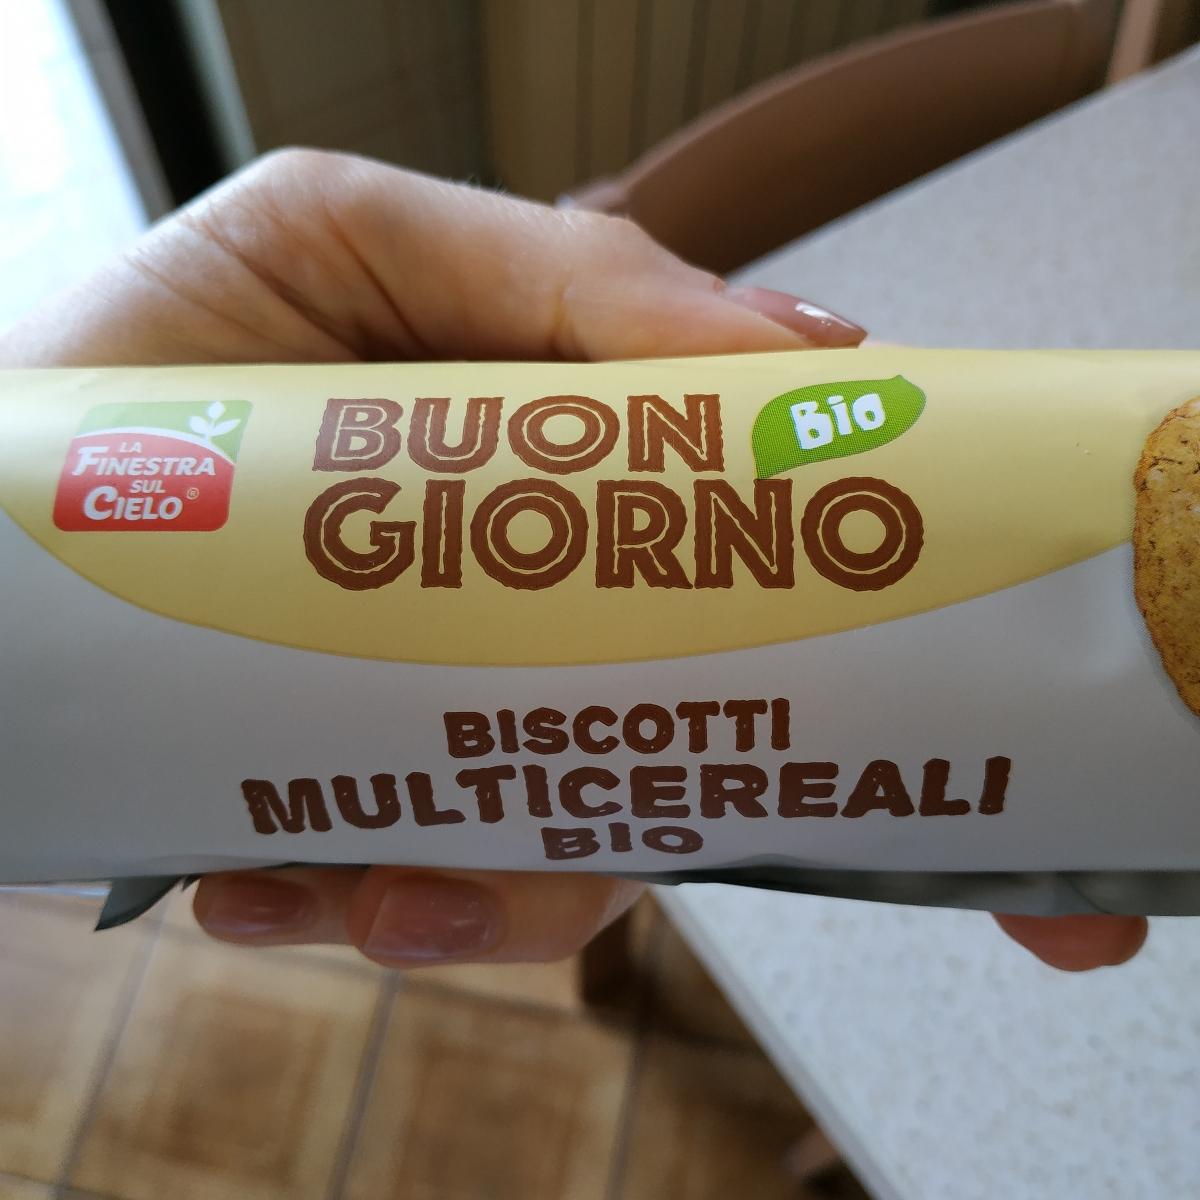 LA
FINESTRA
SUL
CIELO ®
BUON
GIORNO
Bio
BISCOTTI
MULTICEREALI
BIO